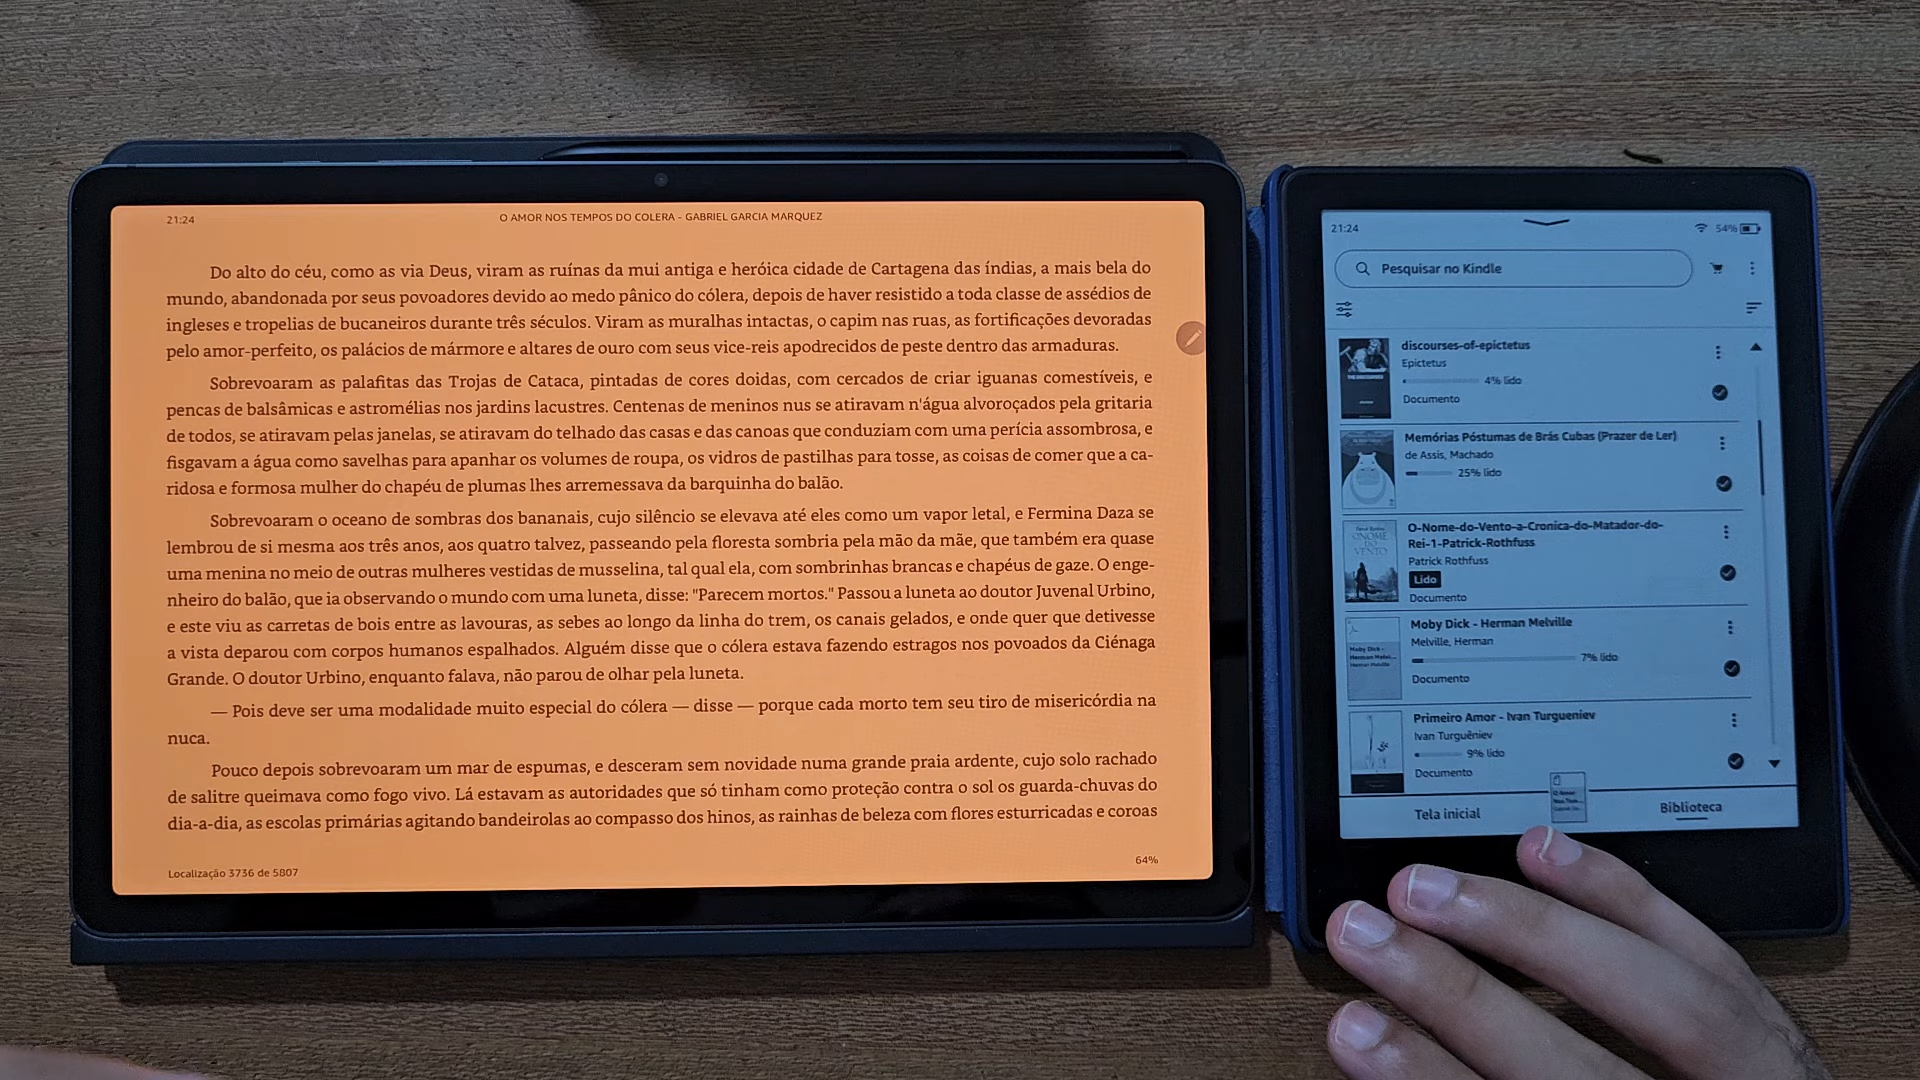 21:24
O AMOR NOS TEMPOS DO COLERA - GABRIEL GARCIA MARQUEZ
Do alto do céu, como as via Deus, viram as ruínas da mui antiga e heróica cidade de Cartagena das índias, a mais bela do
mundo, abandonada por seus povoadores devido ao medo pânico do cólera, depois de haver resistido a toda classe de assédios de
ingleses e tropelias de bucaneiros durante três séculos. Viram as muralhas intactas, o capim nas ruas, as fortificações devoradas
pelo amor-perfeito, os palácios de mármore e altares de ouro com seus vice-reis apodrecidos de peste dentro das armaduras.
Sobrevoaram as palafitas das Trojas de Cataca, pintadas de cores doidas, com cercados de criar iguanas comestíveis, e
pencas de balsâmicas e astromélias nos jardins lacustres. Centenas de meninos nus se atiravam n'água alvoroçados pela gritaria
de todos, se atiravam pelas janelas, se atiravam do telhado das casas e das canoas que conduziam com uma perícia assombrosa, e
fisgavam a água como savelhas para apanhar os volumes de roupa, os vidros de pastilhas para tosse, as coisas de comer que a ca-
ridosa e formosa mulher do chapéu de plumas lhes arremessava da barquinha do balão.
Sobrevoaram o oceano de sombras dos bananais, cujo silêncio se elevava até eles como um vapor letal, e Fermina Daza se
lembrou de si mesma aos três anos, aos quatro talvez, passeando pela floresta sombria pela mão da mãe, que também era quase
uma menina no meio de outras mulheres vestidas de musselina, tal qual ela, com sombrinhas brancas e chapéus de gaze. O enge-
nheiro do balão, que ia observando o mundo com uma luneta, disse: "Parecem mortos." Passou a luneta ao doutor Juvenal Urbino,
e este viu as carretas de bois entre as lavouras, as sebes ao longo da linha do trem, os canais gelados, e onde quer que detivesse
a vista deparou com corpos humanos espalhados. Alguém disse que o cólera estava fazendo estragos nos povoados da Ciénaga
Grande. O doutor Urbino, enquanto falava, não parou de olhar pela luneta.
— Pois deve ser uma modalidade muito especial do cólera — disse — porque cada morto tem seu tiro de misericórdia na
nuca.
Pouco depois sobrevoaram um mar de espumas, e desceram sem novidade numa grande praia ardente, cujo solo rachado
de salitre queimava como fogo vivo. Lá estavam as autoridades que só tinham como proteção contra o sol os guarda-chuvas do
dia-a-dia, as escolas primárias agitando bandeirolas ao compasso dos hinos, as rainhas de beleza com flores esturricadas e coroas
Localização 3736 de 5807
64%
21:24
54%
Pesquisar no Kindle
discourses-of-epictetus
Epictetus
4% lido
Documento
Memórias Póstumas de Brás Cubas (Prazer de Ler)
de Assis, Machado
25% lido
O NOME DO VENTO
O-Nome-do-Vento-a-Cronica-do-Matador-do-
Rei-1-Patrick-Rothfuss
Patrick Rothfuss
Lido
Documento
Moby Dick -
Herman Melvi...
Herman Melville
Moby Dick - Herman Melville
Melville, Herman
7% lido
Documento
Primeiro Amor - Ivan Turgueniev
Ivan Turguêniev
9% lido
Documento
Tela inicial
O Amor
Nos Tem...
Biblioteca